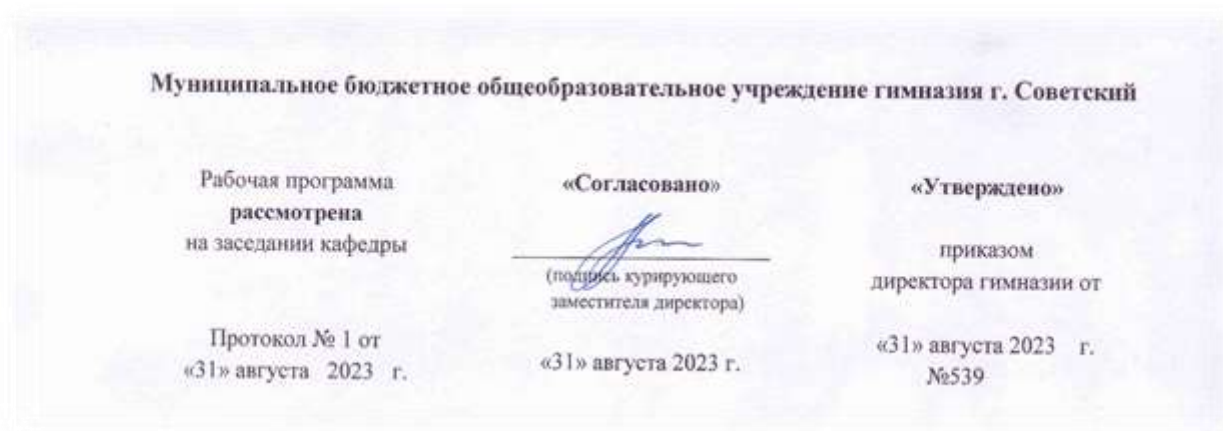 Муниципальное бюджетное общеобразовательное учреждение гимназия г. Советский
Рабочая программа
рассмотрена
на заседании кафедры
Протокол № 1 от
«31» августа 2023 г.
«Согласовано»
(подпись курирующего
заместителя директора)
«31» августа 2023 г.
«Утверждено»
приказом
директора гимназии от
«31» августа 2023 г.
№539